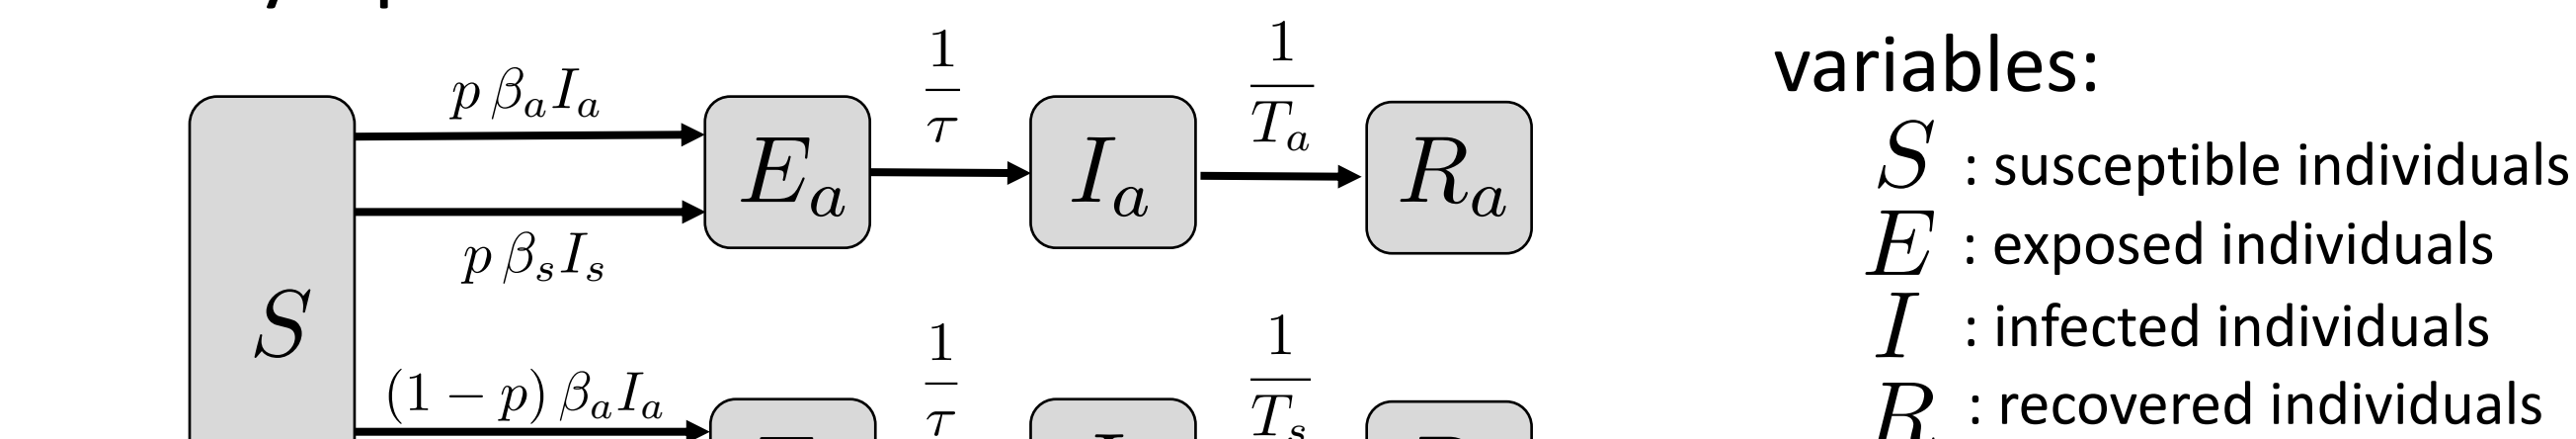 variables:
p β_a I_a
1/τ
1/T_a
E_a
I_a
R_a
p β_s I_s
S
(1 − p) β_a I_a
1/τ
1/T_s
S : susceptible individuals
E : exposed individuals
I : infected individuals
R : recovered individuals